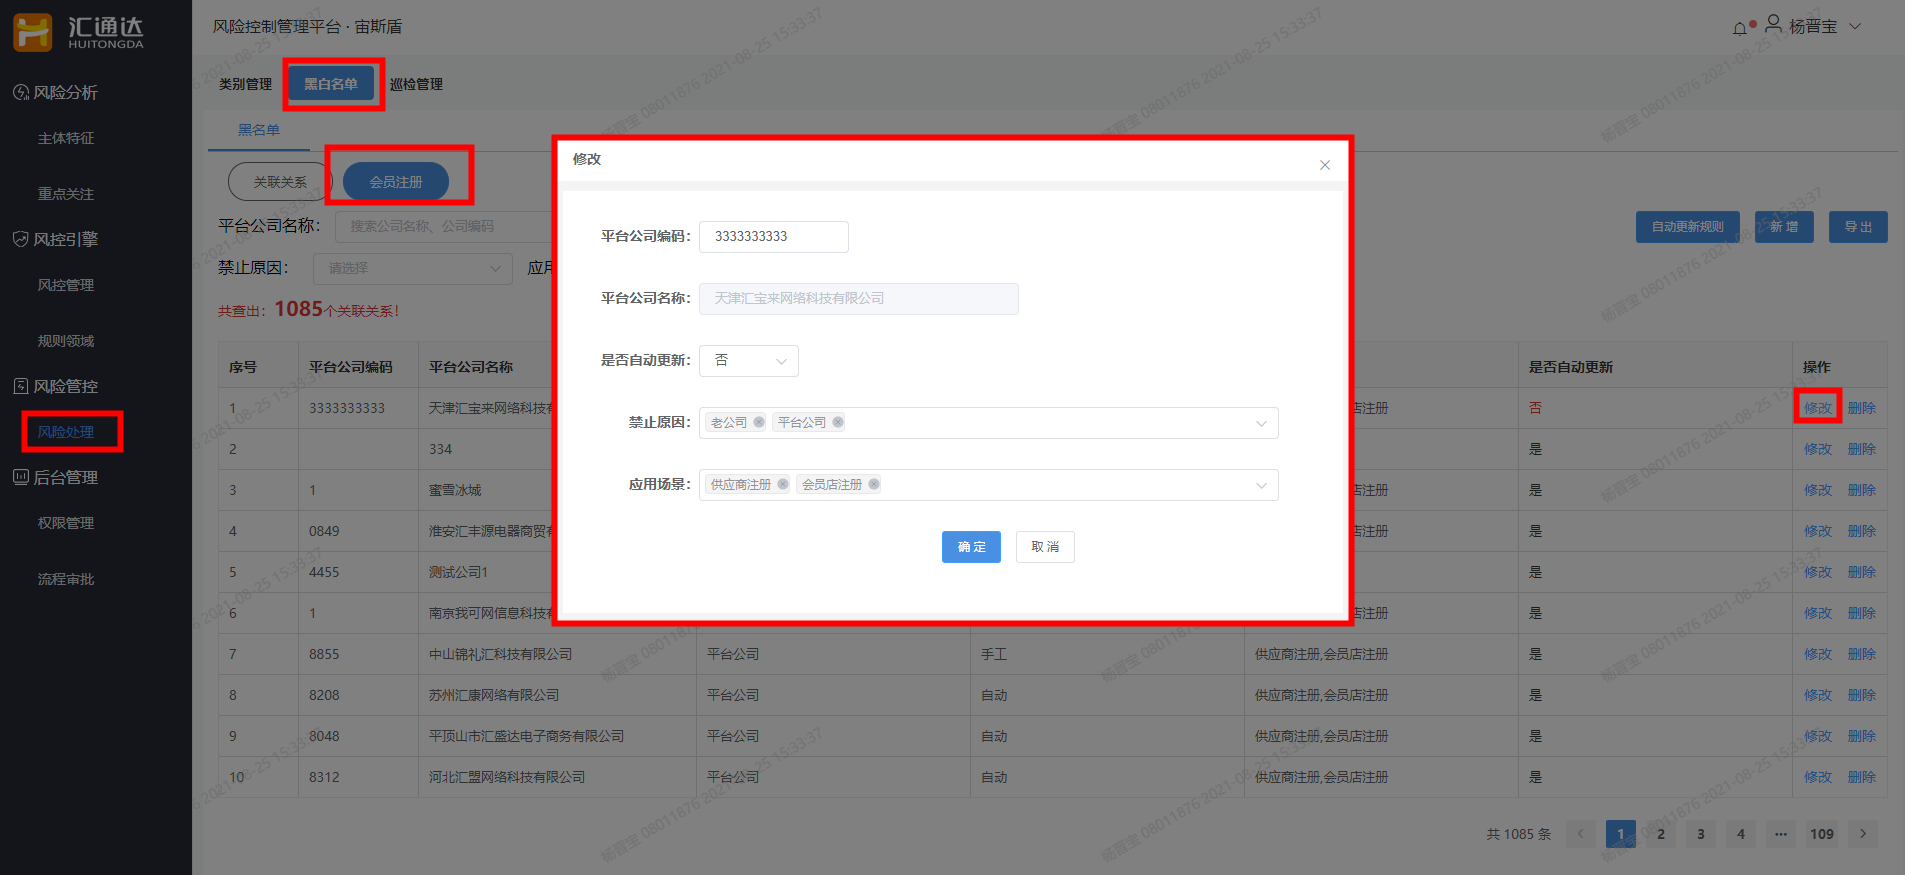 汇通达
HUITONGDA
风险控制管理平台 · 宙斯盾
杨晋宝
风险分析
主体特征
重点关注
风控引擎
风控管理
规则领域
风险管控
风险处理
后台管理
权限管理
流程审批
类别管理 黑白名单 巡检管理
黑名单
关联关系 会员注册
平台公司名称： 搜索公司名称、公司编码
自动更新规则 新 增 导 出
禁止原因： 请选择 应用
共查出：1085个关联关系！
修改
平台公司编码： 3333333333
平台公司名称： 天津汇宝来网络科技有限公司
是否自动更新： 否
禁止原因： 老公司 平台公司
应用场景： 供应商注册 会员店注册
确 定 取 消
序号 平台公司编码 平台公司名称 是否自动更新 操作
1 3333333333 天津汇宝来网络科技 店注册 否 修改 删除
2 334 是 修改 删除
3 1 蜜雪冰城 店注册 是 修改 删除
4 0849 淮安汇丰源电器商贸 店注册 是 修改 删除
5 4455 测试公司1 是 修改 删除
6 1 南京我可网信息科技 店注册 是 修改 删除
7 8855 中山锦礼汇科技有限公司 平台公司 手工 供应商注册,会员店注册 是 修改 删除
8 8208 苏州汇康网络有限公司 平台公司 自动 供应商注册,会员店注册 是 修改 删除
9 8048 平顶山市汇盛达电子商务有限公司 平台公司 自动 供应商注册,会员店注册 是 修改 删除
10 8312 河北汇盟网络科技有限公司 平台公司 自动 供应商注册,会员店注册 是 修改 删除
共 1085 条 1 2 3 4 ··· 109
杨晋宝 08011876 2021-08-25 15:33:37